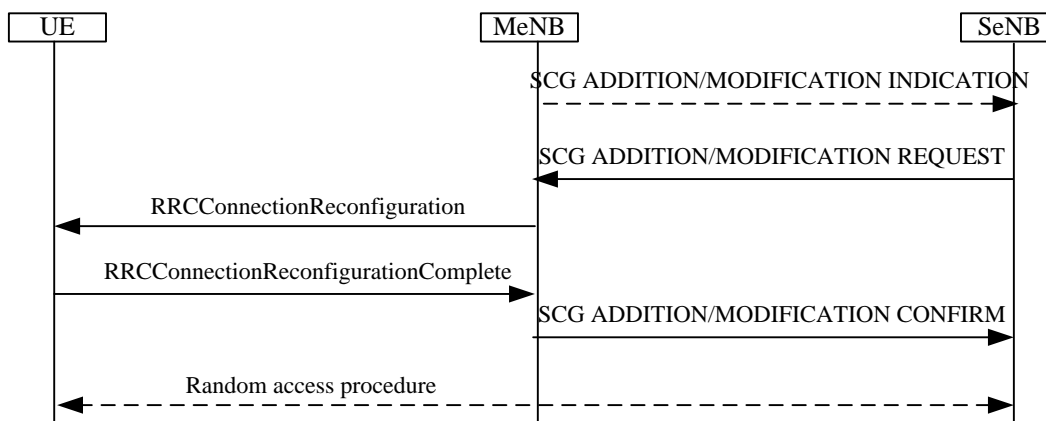 UE
MeNB
SeNB
SCG ADDITION/MODIFICATION INDICATION
SCG ADDITION/MODIFICATION REQUEST
RRCConnectionReconfiguration
RRCConnectionReconfigurationComplete
SCG ADDITION/MODIFICATION CONFIRM
Random access procedure